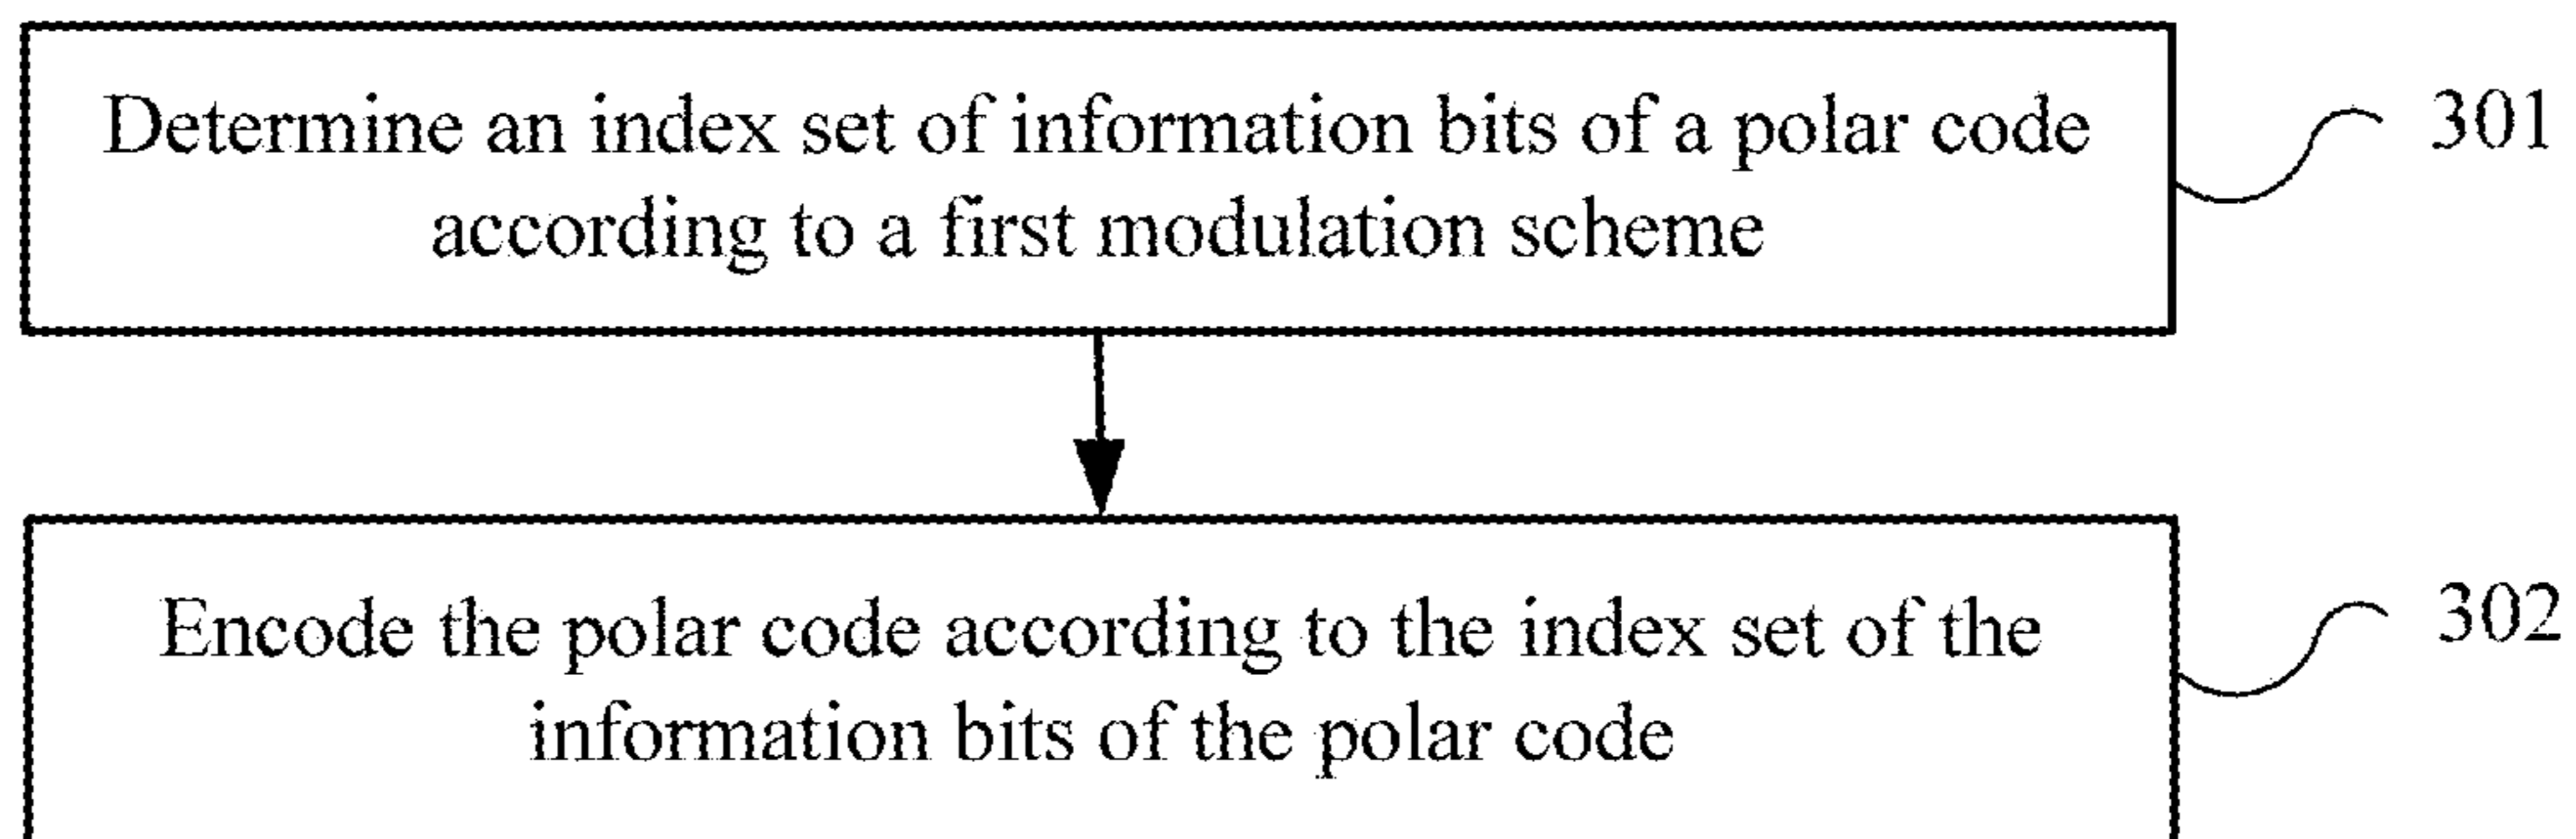 Determine an index set of information bits of a polar code
according to a first modulation scheme
301
Encode the polar code according to the index set of the
information bits of the polar code
302